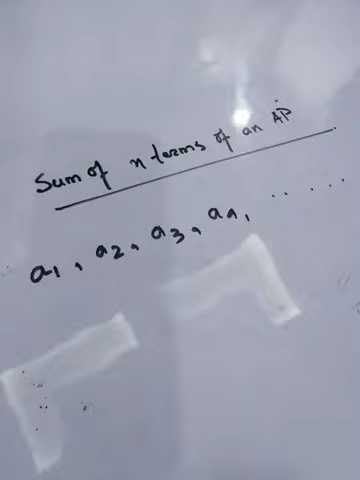 Sum of n terms of an AP
a1, a2, a3, a4, .....